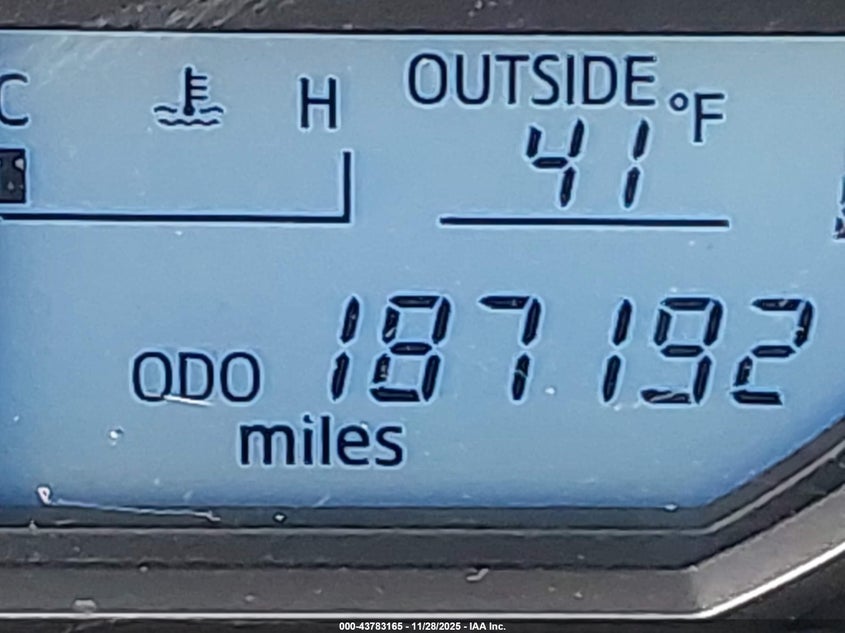 C H OUTSIDE °F
41
ODO 187192
miles
000-43783165 - 11/28/2025 - IAA Inc.